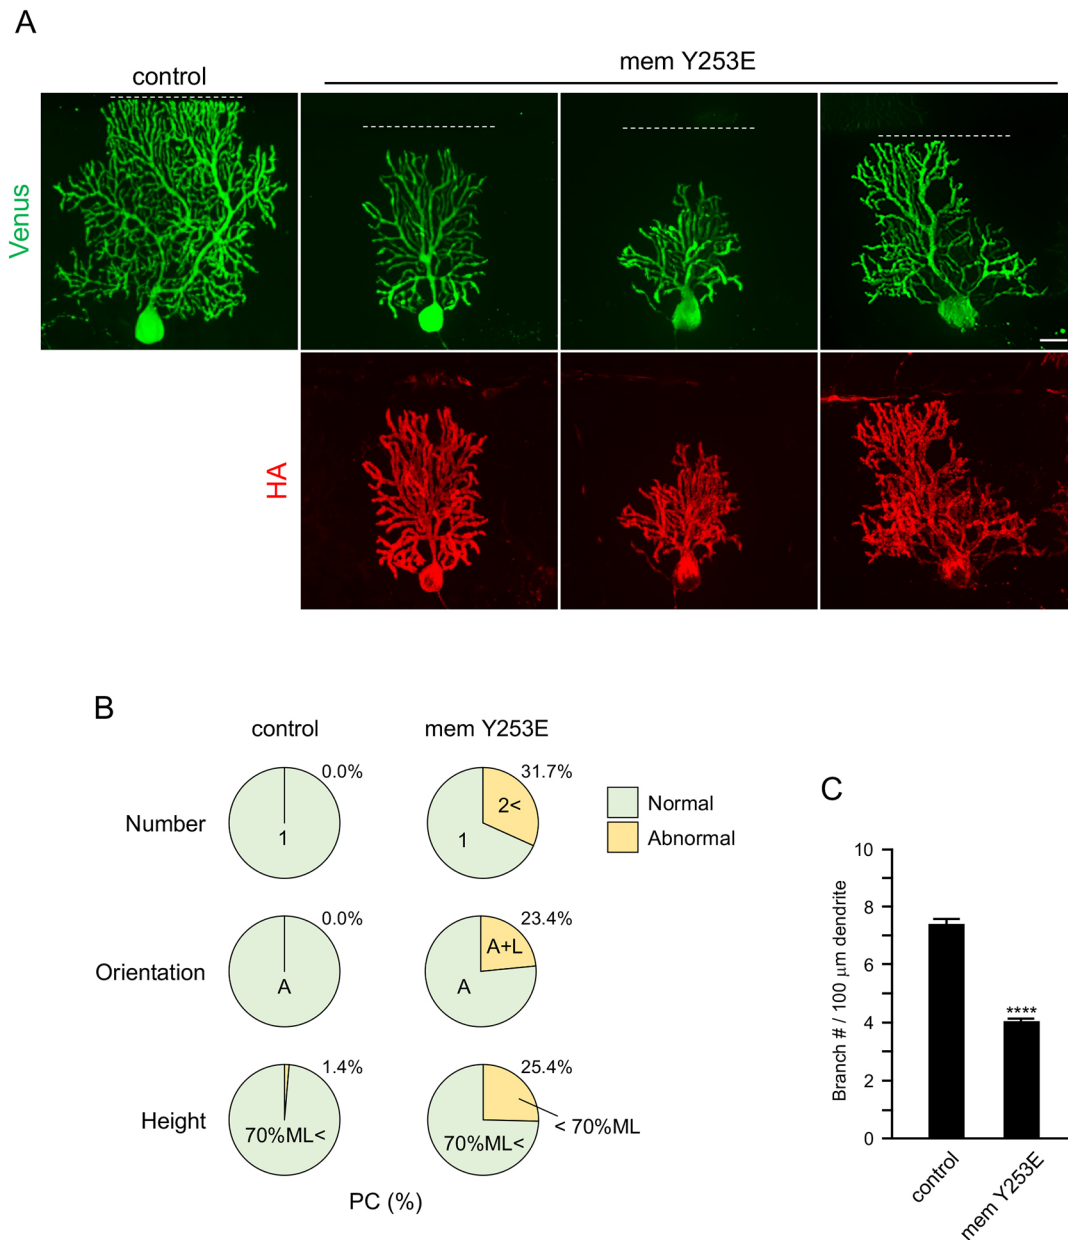 A
control
mem Y253E
Venus
HA
B
control
mem Y253E
Number
0.0%
1
31.7%
2<
1
Normal
Abnormal
Orientation
0.0%
A
23.4%
A+L
A
Height
1.4%
70%ML<
25.4%
70%ML<
< 70%ML
PC (%)
C
Branch # / 100 μm dendrite
10
8
6
4
2
0
****
control
mem Y253E